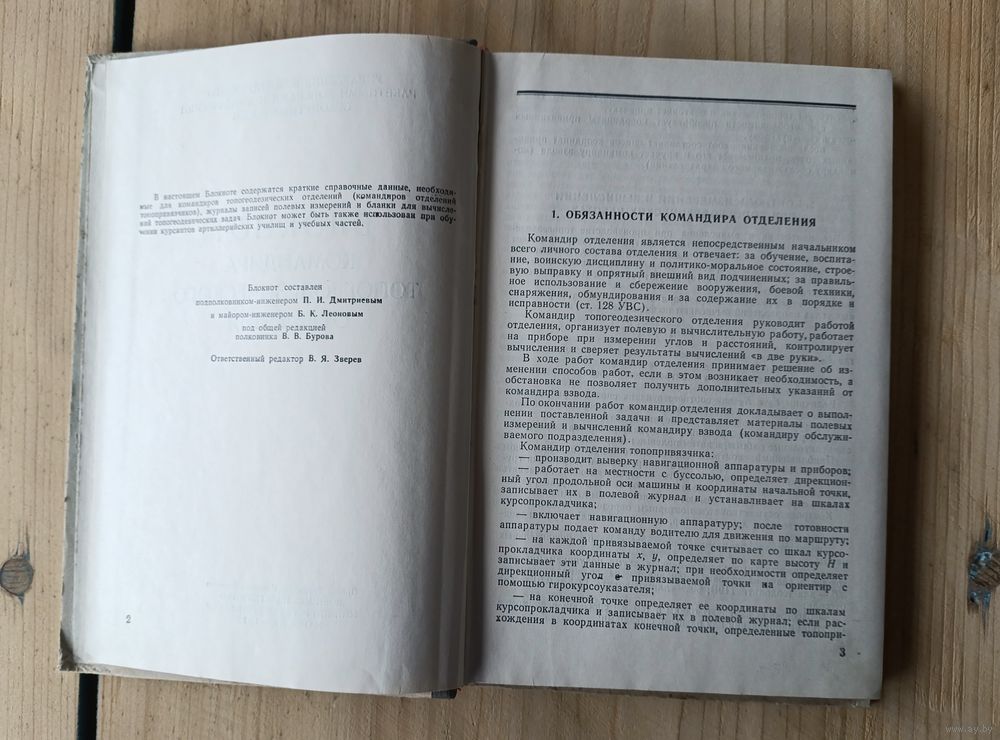 В настоящем Блокноте содержатся краткие справочные данные, необходи-
мые для командиров топогеодезических отделений (командиров отделений
топопривязчиков), журналы записей полевых измерений и бланки для вычисле-
ний топогеодезических задач. Блокнот может быть также использован при обу-
чении курсантов артиллерийских училищ и учебных частей.
Блокнот составлен
подполковником-инженером П. И. Дмитриевым
и майором-инженером Б. К. Леоновым
под общей редакцией
полковника В. В. Бурова
Ответственный редактор В. Я. Зверев
2
1. ОБЯЗАННОСТИ КОМАНДИРА ОТДЕЛЕНИЯ
Командир отделения является непосредственным начальником
всего личного состава отделения и отвечает: за обучение, воспита-
ние, воинскую дисциплину и политико-моральное состояние, строе-
вую выправку и опрятный внешний вид подчиненных; за правиль-
ное использование и сбережение вооружения, боевой техники,
снаряжения, обмундирования и за содержание их в порядке и
исправности (ст. 128 УВС).
Командир топогеодезического отделения руководит работой
отделения, организует полевую и вычислительную работу, работает
на приборе при измерении углов и расстояний, контролирует
вычисления и сверяет результаты вычислений «в две руки».
В ходе работ командир отделения принимает решение об из-
менении способов работ, если в этом возникает необходимость, а
обстановка не позволяет получить дополнительных указаний от
командира взвода.
По окончании работ командир отделения докладывает о выпол-
нении поставленной задачи и представляет материалы полевых
измерений и вычислений командиру взвода (командиру обслужи-
ваемого подразделения).
Командир отделения топопривязчика:
— производит выверку навигационной аппаратуры и приборов;
— работает на местности с буссолью, определяет дирекцион-
ный угол продольной оси машины и координаты начальной точки,
записывает их в полевой журнал и устанавливает на шкалах
курсопрокладчика;
— включает навигационную аппаратуру; после готовности
аппаратуры подает команду водителю для движения по маршруту;
— на каждой привязываемой точке считывает со шкал курсо-
прокладчика координаты x, y, определяет по карте высоту H и
записывает эти данные в журнал; при необходимости определяет
дирекционный угол с привязываемой точки на ориентир с
помощью гирокурсоуказателя;
— на конечной точке определяет ее координаты по шкалам
курсопрокладчика и записывает их в полевой журнал; если рас-
хождения в координатах конечной точки, определенные топопри-
3
www.ay.by